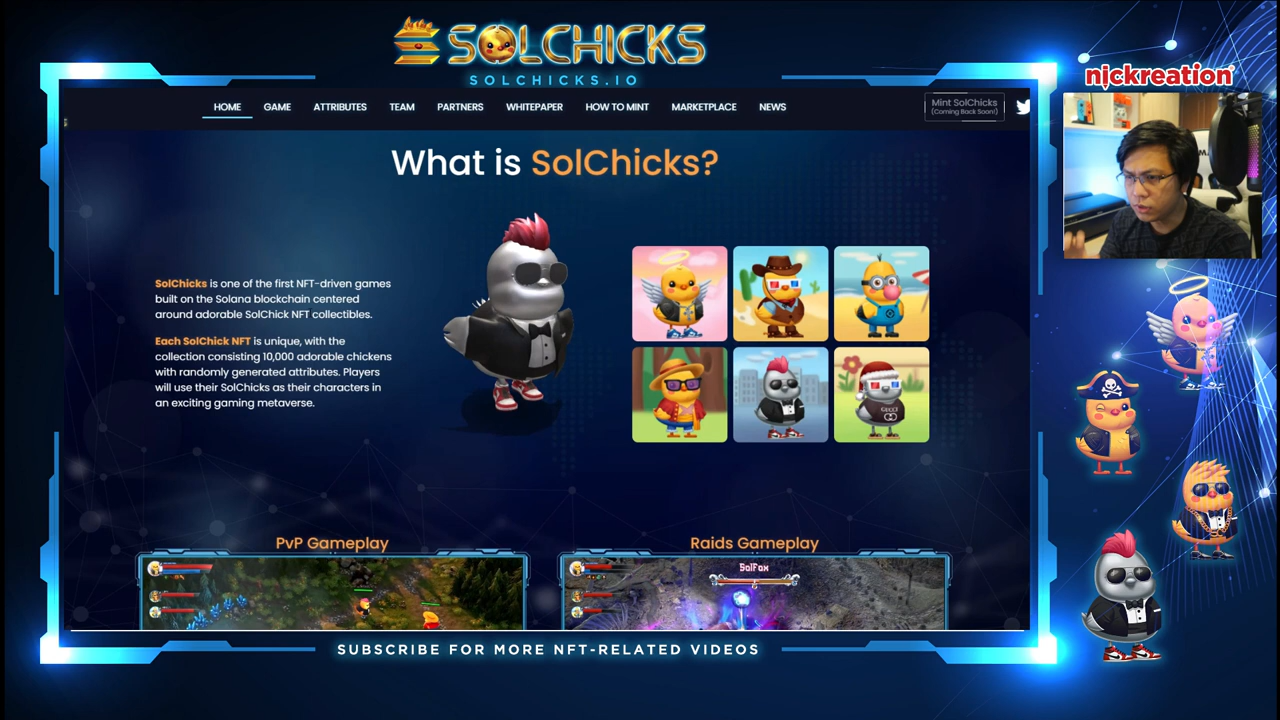 SOLCHICKS
SOLCHICKS.IO
nickreation
HOME GAME ATTRIBUTES TEAM PARTNERS WHITEPAPER HOW TO MINT MARKETPLACE NEWS
Mint SolChicks
(Coming Back Soon!)
What is SolChicks?
SolChicks is one of the first NFT-driven games
built on the Solana blockchain centered
around adorable SolChick NFT collectibles.
Each SolChick NFT is unique, with the
collection consisting 10,000 adorable chickens
with randomly generated attributes. Players
will use their SolChicks as their characters in
an exciting gaming metaverse.
GUCCI
PvP Gameplay
Raids Gameplay
SolFox
SUBSCRIBE FOR MORE NFT-RELATED VIDEOS